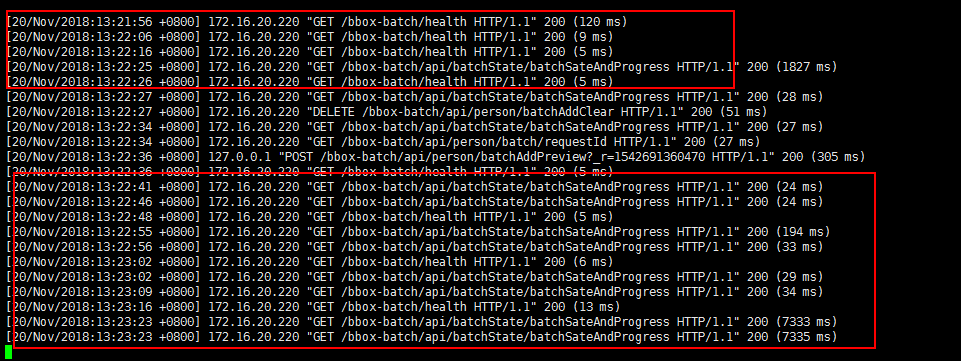 [20/Nov/2018:13:21:56 +0800] 172.16.20.220 "GET /bbox-batch/health HTTP/1.1" 200 (120 ms)
[20/Nov/2018:13:22:06 +0800] 172.16.20.220 "GET /bbox-batch/health HTTP/1.1" 200 (9 ms)
[20/Nov/2018:13:22:16 +0800] 172.16.20.220 "GET /bbox-batch/health HTTP/1.1" 200 (5 ms)
[20/Nov/2018:13:22:25 +0800] 172.16.20.220 "GET /bbox-batch/api/batchState/batchSateAndProgress HTTP/1.1" 200 (1827 ms)
[20/Nov/2018:13:22:26 +0800] 172.16.20.220 "GET /bbox-batch/health HTTP/1.1" 200 (5 ms)
[20/Nov/2018:13:22:27 +0800] 172.16.20.220 "GET /bbox-batch/api/batchState/batchSateAndProgress HTTP/1.1" 200 (28 ms)
[20/Nov/2018:13:22:27 +0800] 172.16.20.220 "DELETE /bbox-batch/api/person/batchAddClear HTTP/1.1" 200 (51 ms)
[20/Nov/2018:13:22:34 +0800] 172.16.20.220 "GET /bbox-batch/api/batchState/batchSateAndProgress HTTP/1.1" 200 (27 ms)
[20/Nov/2018:13:22:34 +0800] 172.16.20.220 "GET /bbox-batch/api/person/batch/requestId HTTP/1.1" 200 (27 ms)
[20/Nov/2018:13:22:36 +0800] 127.0.0.1 "POST /bbox-batch/api/person/batchAddPreview?_r=1542691360470 HTTP/1.1" 200 (305 ms)
[20/Nov/2018:13:22:36 +0800] 172.16.20.220 "GET /bbox-batch/health HTTP/1.1" 200 (5 ms)
[20/Nov/2018:13:22:41 +0800] 172.16.20.220 "GET /bbox-batch/api/batchState/batchSateAndProgress HTTP/1.1" 200 (24 ms)
[20/Nov/2018:13:22:46 +0800] 172.16.20.220 "GET /bbox-batch/api/batchState/batchSateAndProgress HTTP/1.1" 200 (24 ms)
[20/Nov/2018:13:22:48 +0800] 172.16.20.220 "GET /bbox-batch/health HTTP/1.1" 200 (5 ms)
[20/Nov/2018:13:22:55 +0800] 172.16.20.220 "GET /bbox-batch/api/batchState/batchSateAndProgress HTTP/1.1" 200 (194 ms)
[20/Nov/2018:13:22:56 +0800] 172.16.20.220 "GET /bbox-batch/api/batchState/batchSateAndProgress HTTP/1.1" 200 (33 ms)
[20/Nov/2018:13:23:02 +0800] 172.16.20.220 "GET /bbox-batch/health HTTP/1.1" 200 (6 ms)
[20/Nov/2018:13:23:02 +0800] 172.16.20.220 "GET /bbox-batch/api/batchState/batchSateAndProgress HTTP/1.1" 200 (29 ms)
[20/Nov/2018:13:23:09 +0800] 172.16.20.220 "GET /bbox-batch/api/batchState/batchSateAndProgress HTTP/1.1" 200 (34 ms)
[20/Nov/2018:13:23:16 +0800] 172.16.20.220 "GET /bbox-batch/health HTTP/1.1" 200 (13 ms)
[20/Nov/2018:13:23:23 +0800] 172.16.20.220 "GET /bbox-batch/api/batchState/batchSateAndProgress HTTP/1.1" 200 (7333 ms)
[20/Nov/2018:13:23:23 +0800] 172.16.20.220 "GET /bbox-batch/api/batchState/batchSateAndProgress HTTP/1.1" 200 (7335 ms)